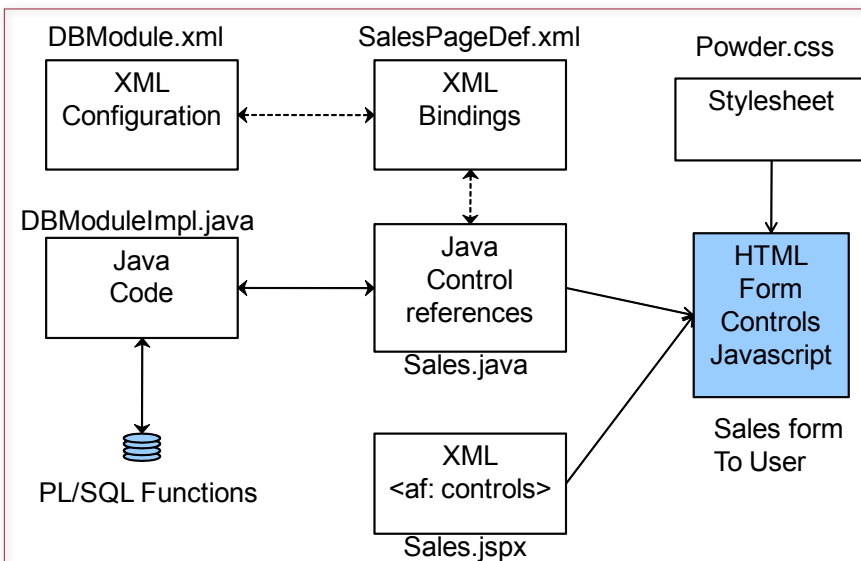 DBModule.xml
XML
Configuration
SalesPageDef.xml
XML
Bindings
Powder.css
Stylesheet
DBModuleImpl.java
Java
Code
Java
Control
references
Sales.java
HTML
Form
Controls
Javascript
Sales form
To User
PL/SQL Functions
XML
<af: controls>
Sales.jspx